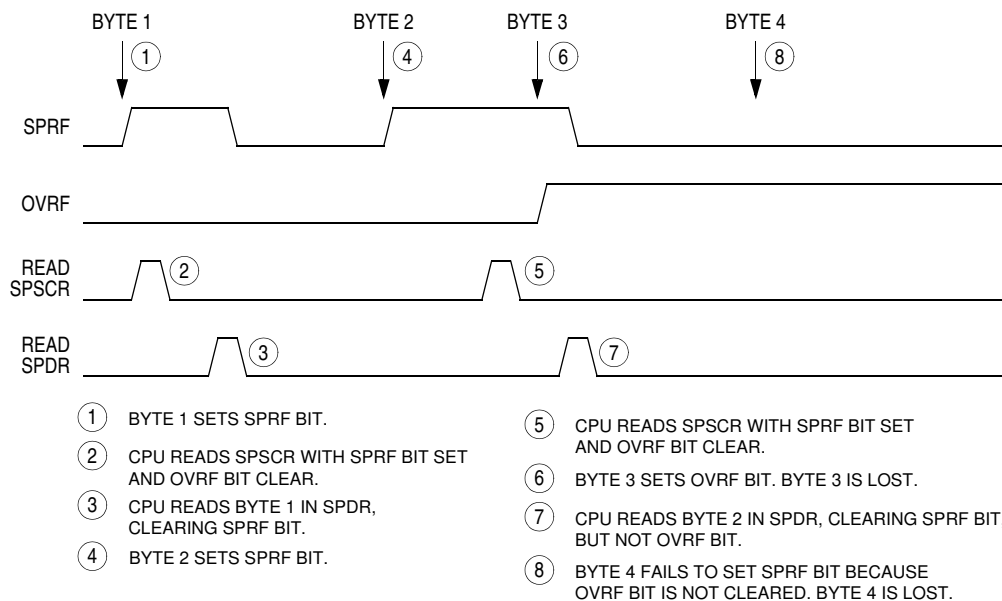 BYTE 1 BYTE 2 BYTE 3 BYTE 4
1 4 6 8
SPRF
OVRF
READ
SPSCR
2 5
READ
SPDR
3 7
1 BYTE 1 SETS SPRF BIT.
2 CPU READS SPSCR WITH SPRF BIT SET
AND OVRF BIT CLEAR.
3 CPU READS BYTE 1 IN SPDR,
CLEARING SPRF BIT.
4 BYTE 2 SETS SPRF BIT.
5 CPU READS SPSCR WITH SPRF BIT SET
AND OVRF BIT CLEAR.
6 BYTE 3 SETS OVRF BIT. BYTE 3 IS LOST.
7 CPU READS BYTE 2 IN SPDR, CLEARING SPRF BIT
BUT NOT OVRF BIT.
8 BYTE 4 FAILS TO SET SPRF BIT BECAUSE
OVRF BIT IS NOT CLEARED. BYTE 4 IS LOST.